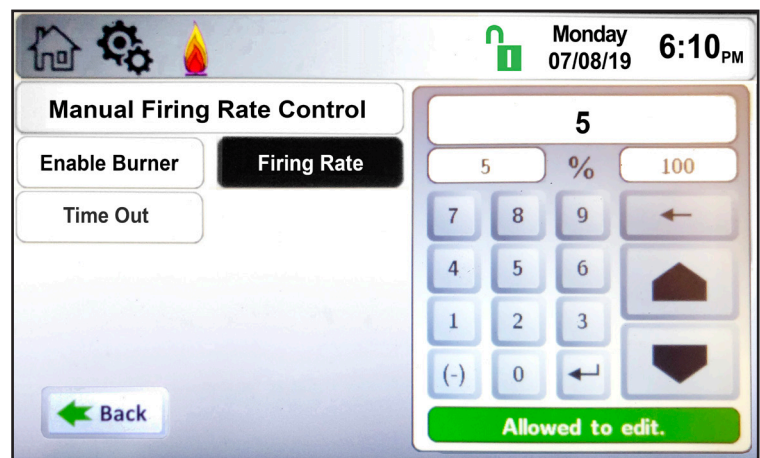 Monday
07/08/19
6:10PM
Manual Firing Rate Control
Enable Burner
Firing Rate
Time Out
Back
5
5 % 100
7 8 9
4 5 6
1 2 3
(-) 0
Allowed to edit.